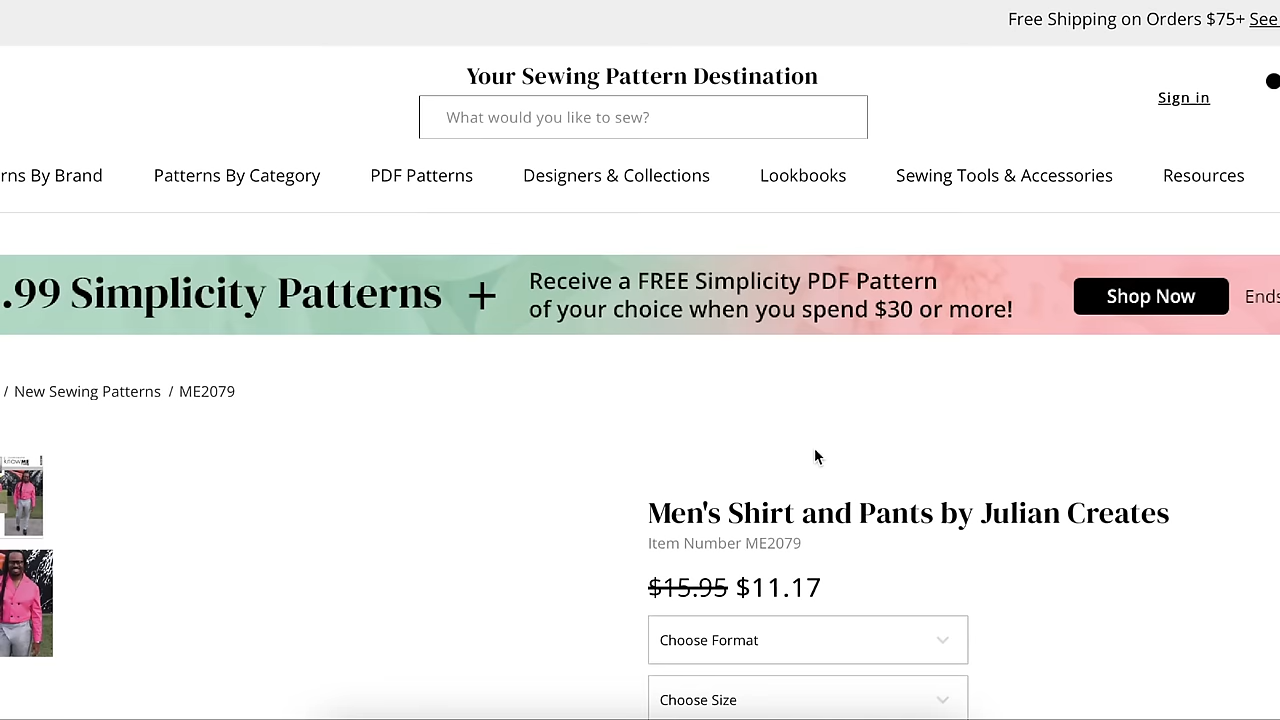 Free Shipping on Orders $75+ See
Your Sewing Pattern Destination
What would you like to sew?
Sign in
rns By Brand Patterns By Category PDF Patterns Designers & Collections Lookbooks Sewing Tools & Accessories Resources
.99 Simplicity Patterns + Receive a FREE Simplicity PDF Pattern
of your choice when you spend $30 or more!
Shop Now Ends
/ New Sewing Patterns / ME2079
knowME
Men's Shirt and Pants by Julian Creates
Item Number ME2079
$15.95 $11.17
Choose Format
Choose Size